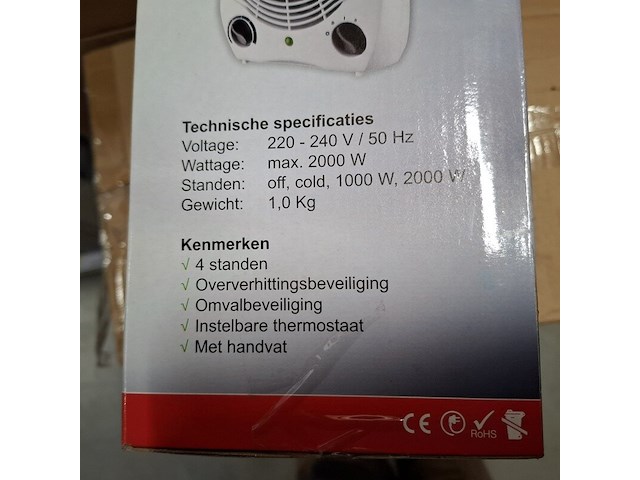 Technische specificaties
Voltage: 220 - 240 V / 50 Hz
Wattage: max. 2000 W
Standen: off, cold, 1000 W, 2000 W
Gewicht: 1,0 Kg
Kenmerken
√ 4 standen
√ Oververhittingsbeveiliging
√ Omvalbeveiliging
√ Instelbare thermostaat
√ Met handvat
CE RoHS